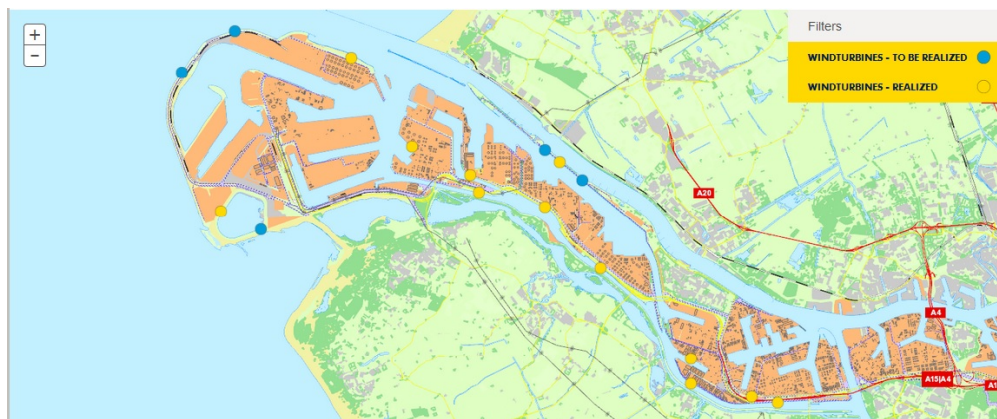 +
−
Filters
WINDTURBINES - TO BE REALIZED
WINDTURBINES - REALIZED
A20
A4
A15|A4